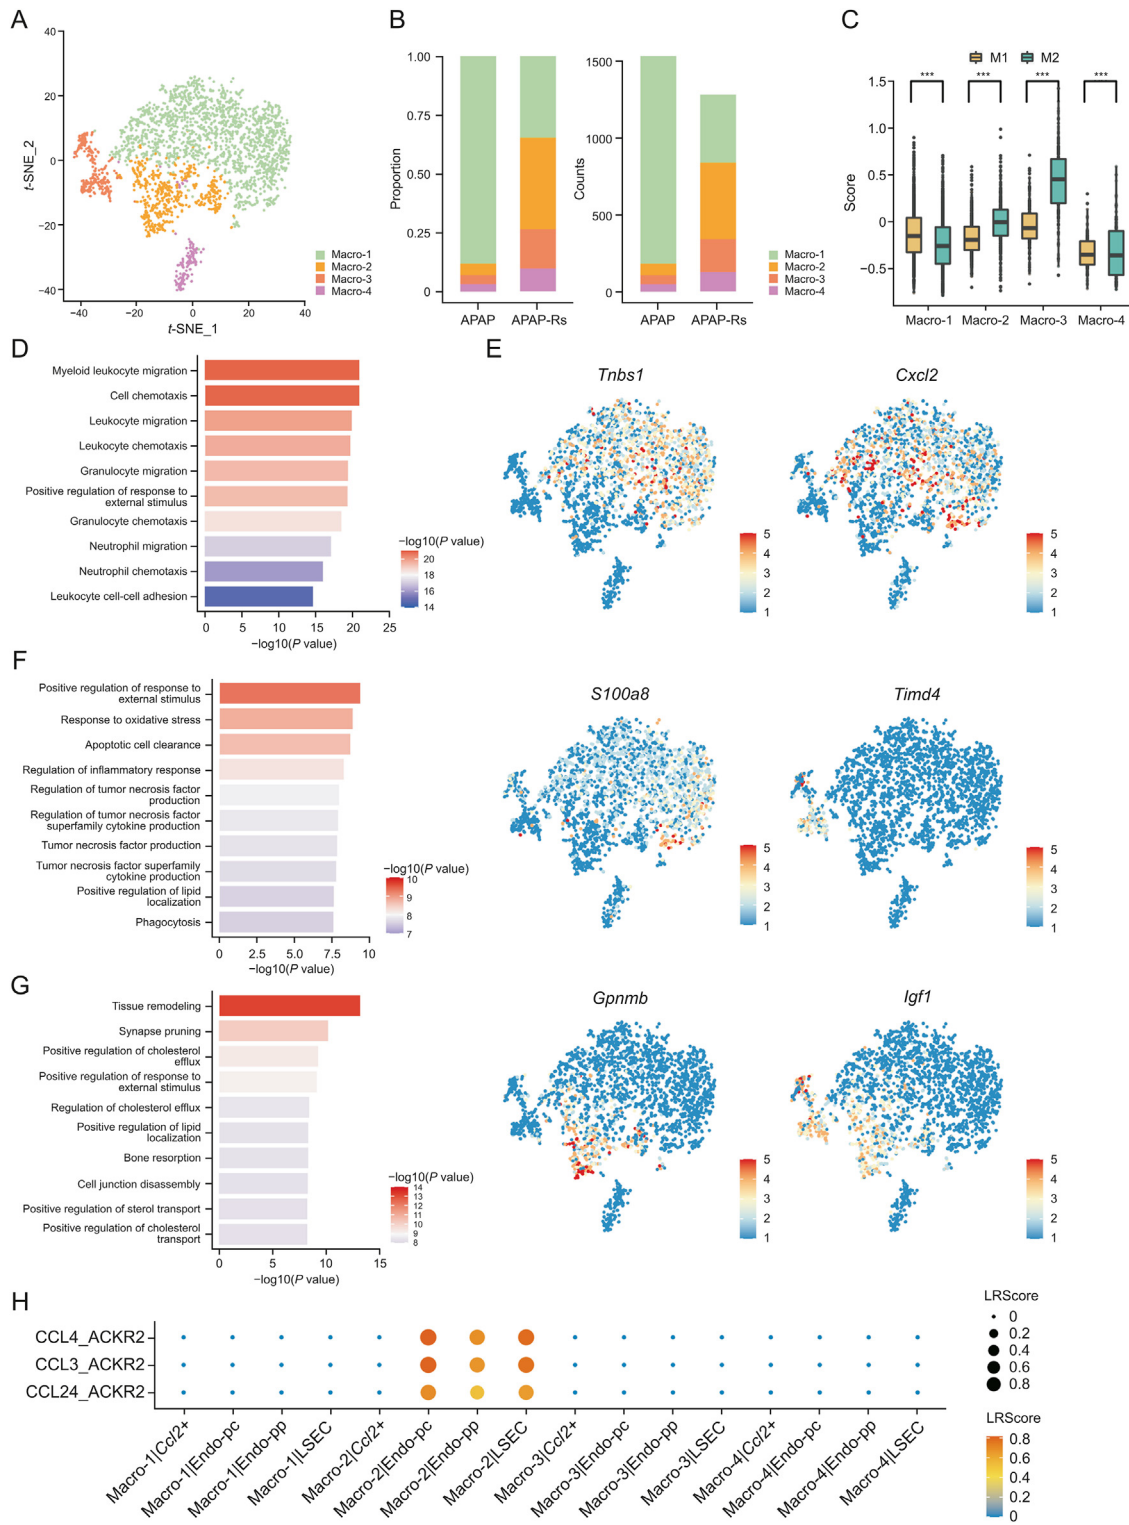 A
40
20
0
−20
−40
t-SNE_2
−40
−20
0
20
40
t-SNE_1
Macro-1
Macro-2
Macro-3
Macro-4
B
1.00
0.75
0.50
0.25
0
Proportion
APAP
APAP-Rs
1500
1000
500
0
Counts
APAP
APAP-Rs
Macro-1
Macro-2
Macro-3
Macro-4
C
M1
M2
1.5
1.0
0.5
0
−0.5
Score
***
***
***
***
Macro-1
Macro-2
Macro-3
Macro-4
D
Myeloid leukocyte migration
Cell chemotaxis
Leukocyte migration
Leukocyte chemotaxis
Granulocyte migration
Positive regulation of response to
external stimulus
Granulocyte chemotaxis
Neutrophil migration
Neutrophil chemotaxis
Leukocyte cell-cell adhesion
0
5
10
15
20
25
−log10(P value)
−log10(P value)
20
18
16
14
E
Tnbs1
5
4
3
2
1
Cxcl2
5
4
3
2
1
F
Positive regulation of response to
external stimulus
Response to oxidative stress
Apoptotic cell clearance
Regulation of inflammatory response
Regulation of tumor necrosis factor
production
Regulation of tumor necrosis factor
superfamily cytokine production
Tumor necrosis factor production
Tumor necrosis factor superfamily
cytokine production
Positive regulation of lipid
localization
Phagocytosis
0
2.5
5.0
7.5
10
−log10(P value)
−log10(P value)
10
9
8
7
S100a8
5
4
3
2
1
Timd4
5
4
3
2
1
G
Tissue remodeling
Synapse pruning
Positive regulation of cholesterol
efflux
Positive regulation of response to
external stimulus
Regulation of cholesterol efflux
Positive regulation of lipid
localization
Bone resorption
Cell junction disassembly
Positive regulation of sterol transport
Positive regulation of cholesterol
transport
0
5
10
15
−log10(P value)
−log10(P value)
14
13
12
11
10
9
8
Gpnmb
5
4
3
2
1
Igf1
5
4
3
2
1
H
CCL4_ACKR2
CCL3_ACKR2
CCL24_ACKR2
Macro-1|Ccl2+
Macro-1|Endo-pc
Macro-1|Endo-pp
Macro-1|LSEC
Macro-2|Ccl2+
Macro-2|Endo-pc
Macro-2|Endo-pp
Macro-2|LSEC
Macro-3|Ccl2+
Macro-3|Endo-pc
Macro-3|Endo-pp
Macro-3|LSEC
Macro-4|Ccl2+
Macro-4|Endo-pc
Macro-4|Endo-pp
Macro-4|LSEC
LRScore
0
0.2
0.4
0.6
0.8
LRScore
0.8
0.6
0.4
0.2
0